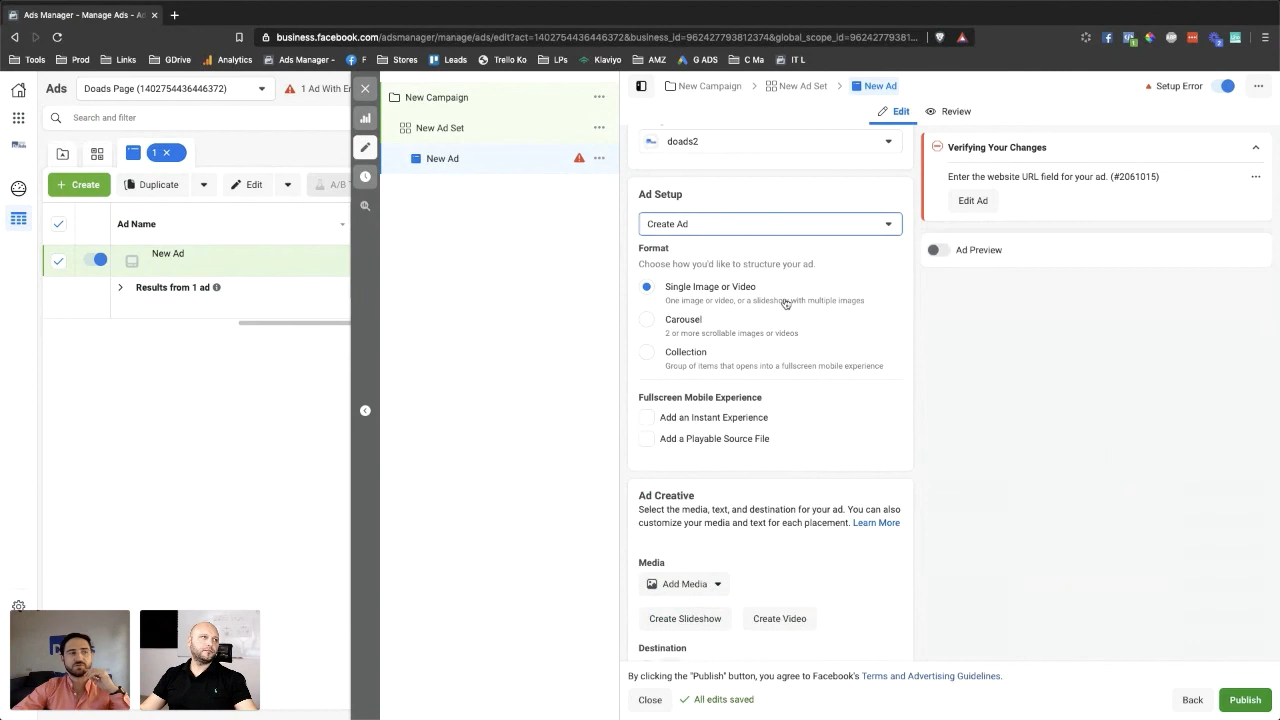 Ads Manager - Manage Ads -
business.facebook.com/adsmanager/manage/ads/edit?act=1402754436446372&business_id=962427793812374&global_scope_id=96242779381...
Tools
Prod
Links
GDrive
Analytics
Ads Manager -
F
Stores
Leads
Trello Ko
LPs
Klaviyo
AMZ
G ADS
C Ma
IT L
Ads
Doads Page (1402754436446372)
1 Ad With Er
Search and filter
1
Create
Duplicate
Edit
A/B T
Ad Name
New Ad
Results from 1 ad
New Campaign
New Ad Set
New Ad
New Campaign
New Ad Set
New Ad
Setup Error
Edit
Review
doads2
Ad Setup
Create Ad
Format
Choose how you'd like to structure your ad.
Single Image or Video
One image or video, or a slideshow with multiple images
Carousel
2 or more scrollable images or videos
Collection
Group of items that opens into a fullscreen mobile experience
Fullscreen Mobile Experience
Add an Instant Experience
Add a Playable Source File
Ad Creative
Select the media, text, and destination for your ad. You can also
customize your media and text for each placement. Learn More
Media
Add Media
Create Slideshow
Create Video
Destination
Verifying Your Changes
Enter the website URL field for your ad. (#2061015)
Edit Ad
Ad Preview
By clicking the "Publish" button, you agree to Facebook's Terms and Advertising Guidelines.
Close
All edits saved
Back
Publish